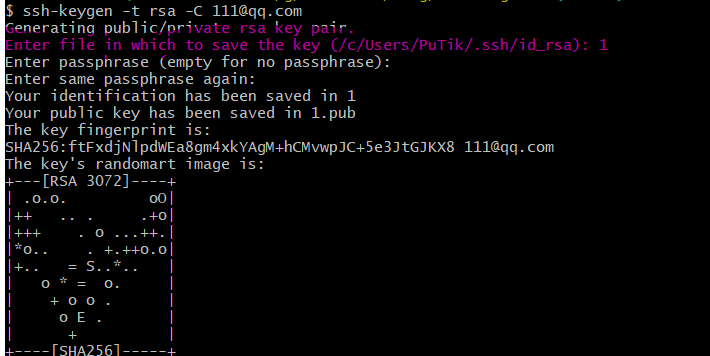 $ ssh-keygen -t rsa -C 111@qq.com
Generating public/private rsa key pair.
Enter file in which to save the key (/c/Users/PuTik/.ssh/id_rsa): 1
Enter passphrase (empty for no passphrase):
Enter same passphrase again:
Your identification has been saved in 1
Your public key has been saved in 1.pub
The key fingerprint is:
SHA256:ftFxdjNlpdWEa8gm4xkYAgM+hCMvwpJC+5e3JtGJKX8 111@qq.com
The key's randomart image is:
+---[RSA 3072]----+
| .o.o.         oO|
|++   .. .     .+o|
|+++    . o ...++.|
|*o..    . +.++o.o|
|+..   = S..*..   |
|   o * =  o.     |
|    + o o .      |
|     o E .       |
|      +          |
+----[SHA256]-----+